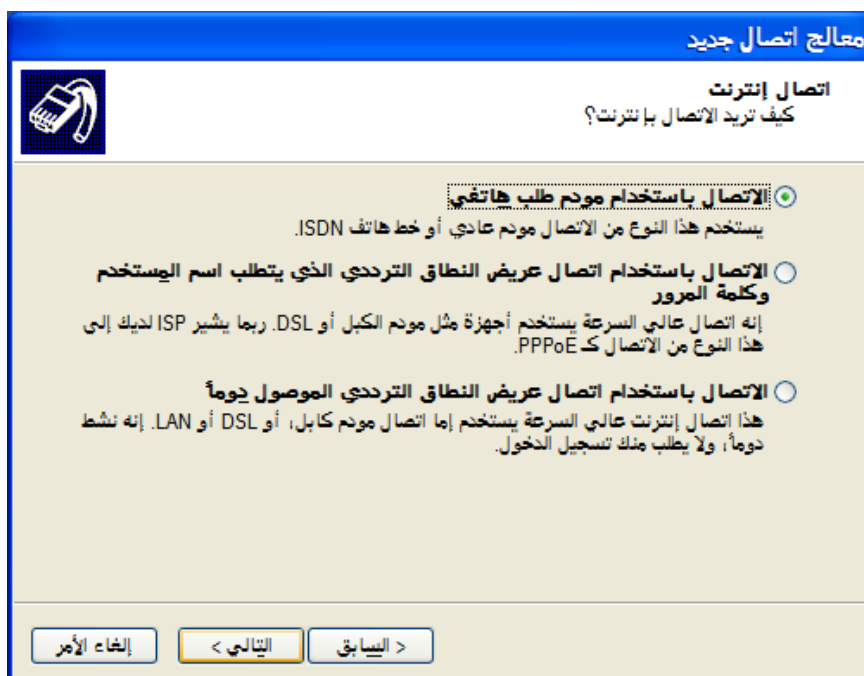 معالج اتصال جديد
اتصال إنترنت
كيف تريد الاتصال بإنترنت؟
الاتصال باستخدام مودم طلب هاتفي
يستخدم هذا النوع من الاتصال مودم عادي أو خط هاتف ISDN.
الاتصال باستخدام اتصال عريض النطاق الترددي الذي يتطلب اسم المستخدم
وكلمة المرور
إنه اتصال عالي السرعة يستخدم أجهزة مثل مودم الكبل أو DSL. ربما يشير ISP لديك إلى
هذا النوع من الاتصال كـ PPPoE.
الاتصال باستخدام اتصال عريض النطاق الترددي الموصول دوماً
هذا اتصال إنترنت عالي السرعة يستخدم إما اتصال مودم كابل، أو DSL أو LAN. إنه نشط
دوماً، ولا يطلب منك تسجيل الدخول.
< السابق
التالي >
إلغاء الأمر